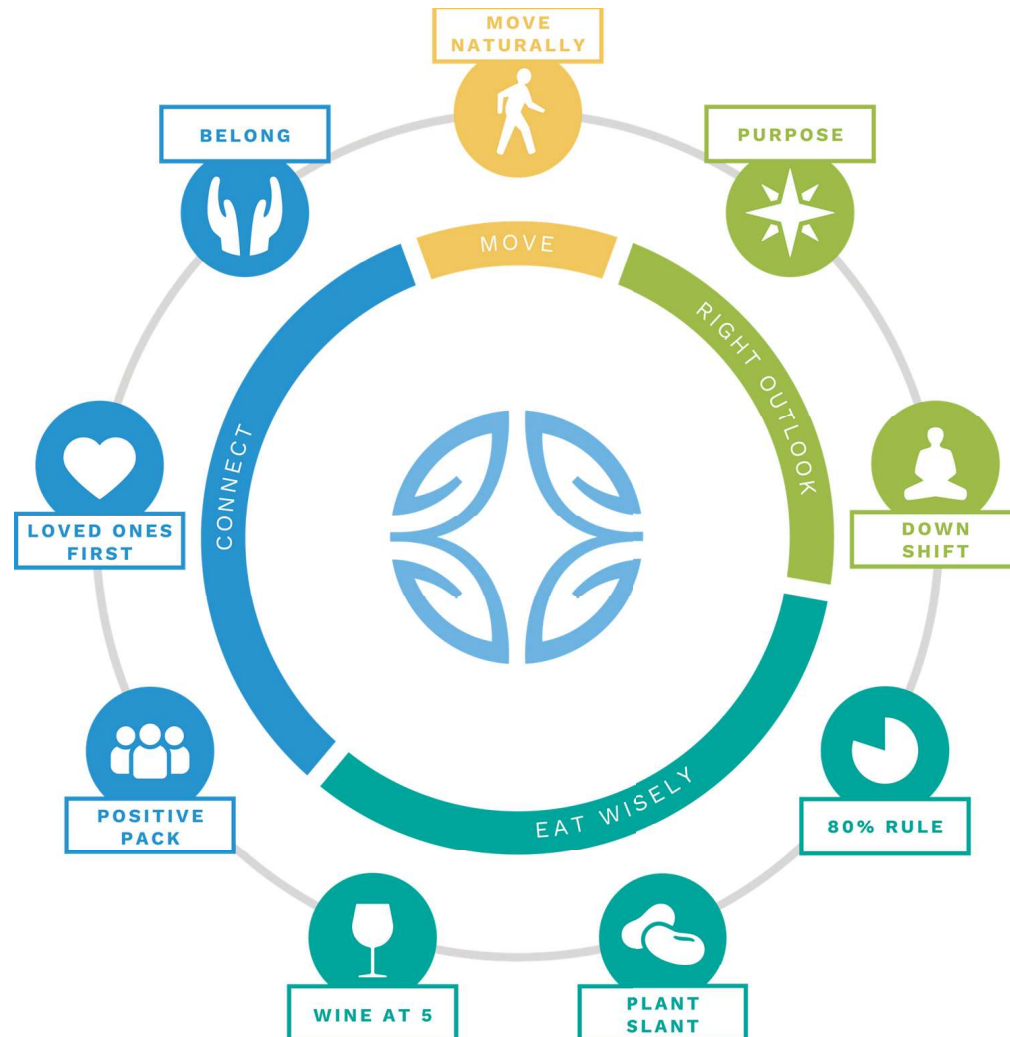 MOVE
NATURALLY
BELONG
PURPOSE
MOVE
RIGHT OUTLOOK
CONNECT
LOVED ONES
FIRST
DOWN
SHIFT
POSITIVE
PACK
EAT WISELY
80% RULE
WINE AT 5
PLANT
SLANT